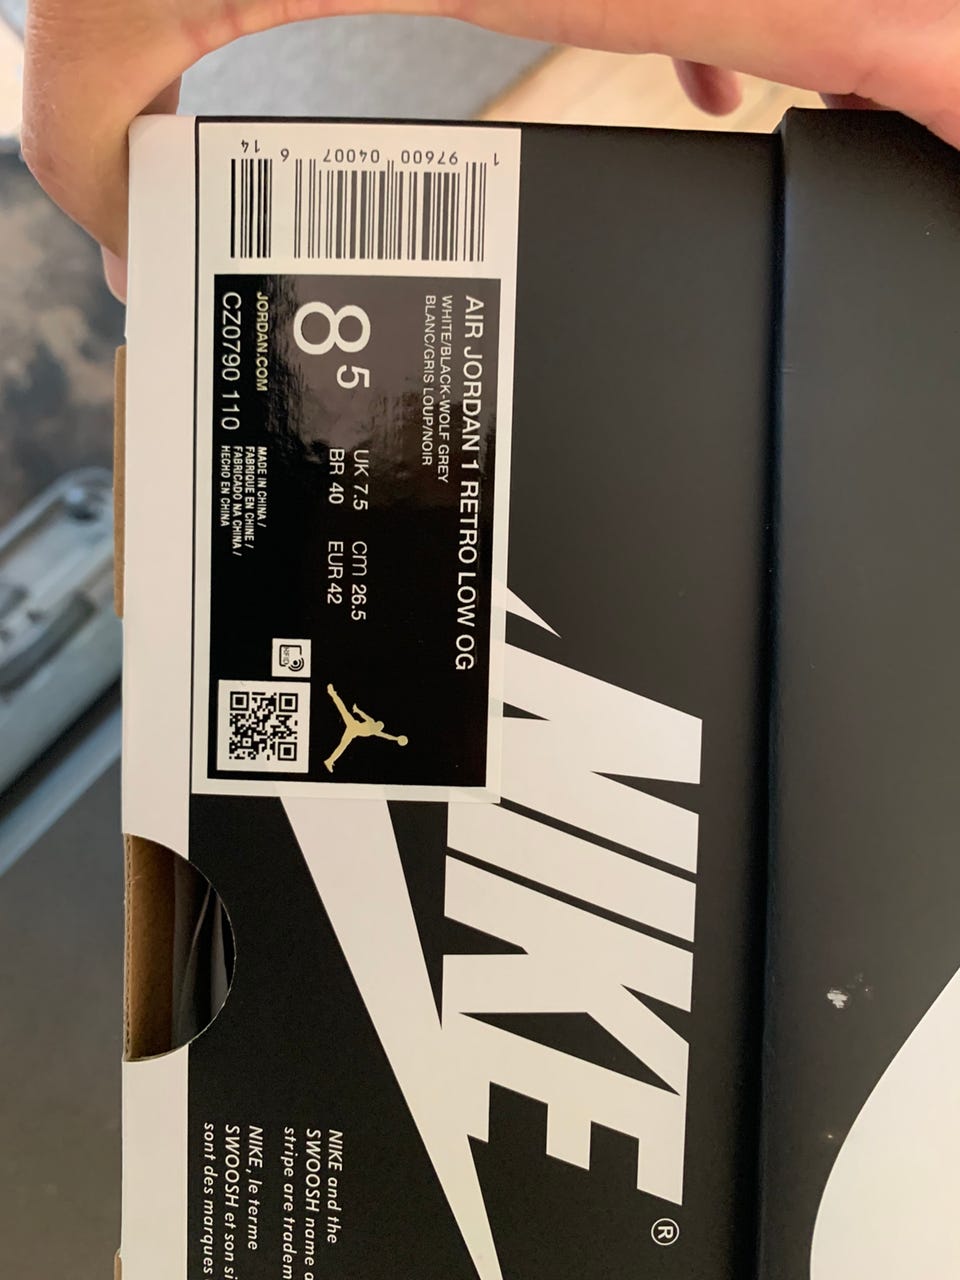 AIR JORDAN 1 RETRO LOW OG
WHITE/BLACK-WOLF GREY
BLANC/GRIS LOUP/NOIR
8.5
UK 7.5 cm 26.5
BR 40 EUR 42
JORDAN.COM
CZ0790 110
MADE IN CHINA /
FABRIQUE EN CHINE /
FABRICADO NA CHINA /
HECHO EN CHINA
RFID
1 97600 04007 6 14
NIKE®
NIKE and the
SWOOSH name
stripe are tradem
NIKE, le terme
SWOOSH et son si
sont des marques